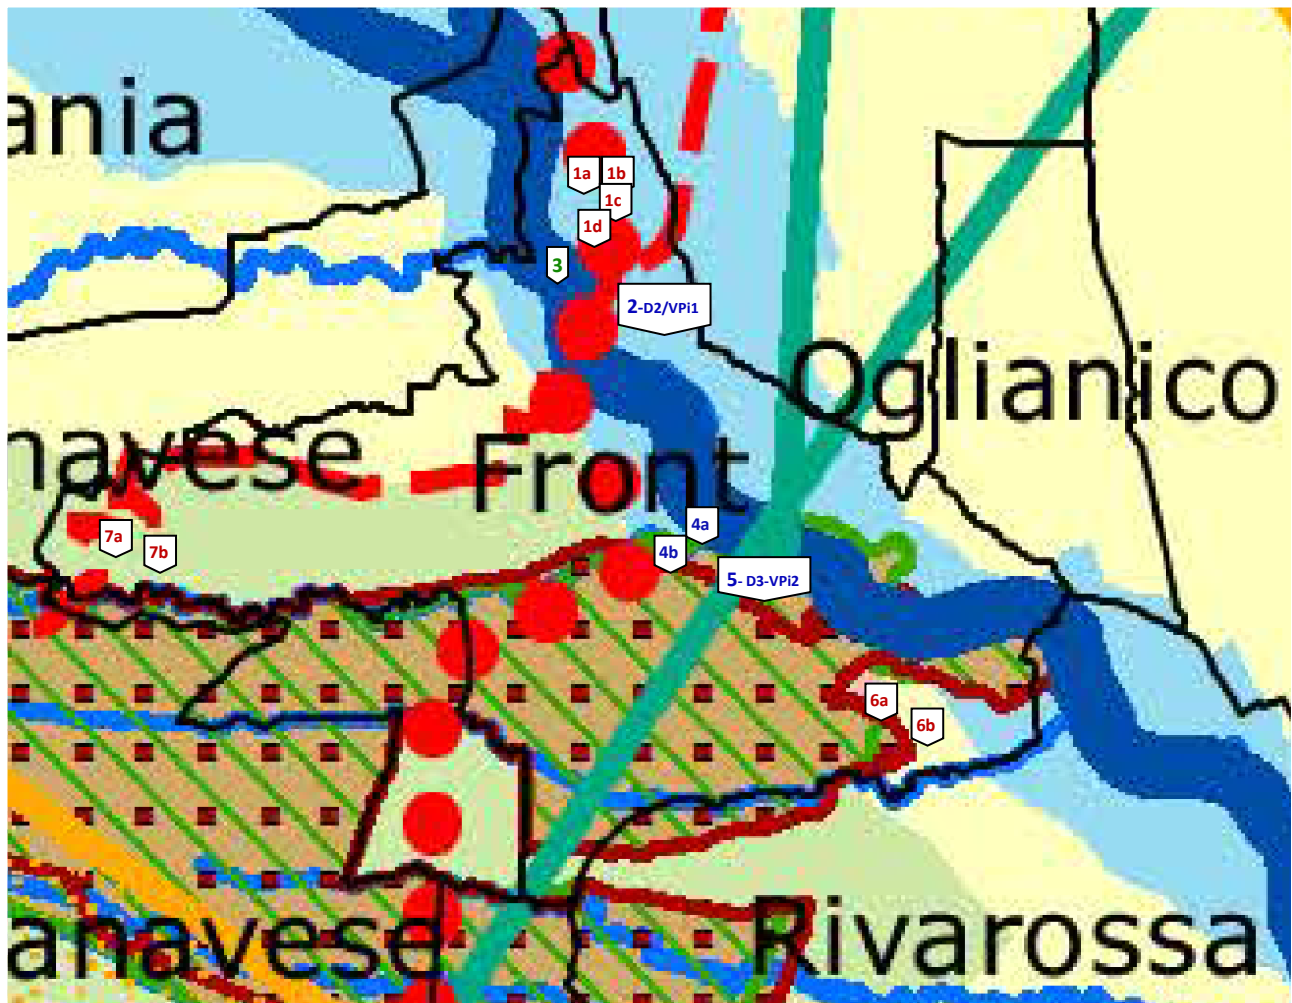 ania
1a
1b
1c
1d
3
2-D2/VPi1
Oglianico
navese
Front
7a
7b
4a
4b
5- D3-VPi2
6a
6b
anavese
Rivarossa